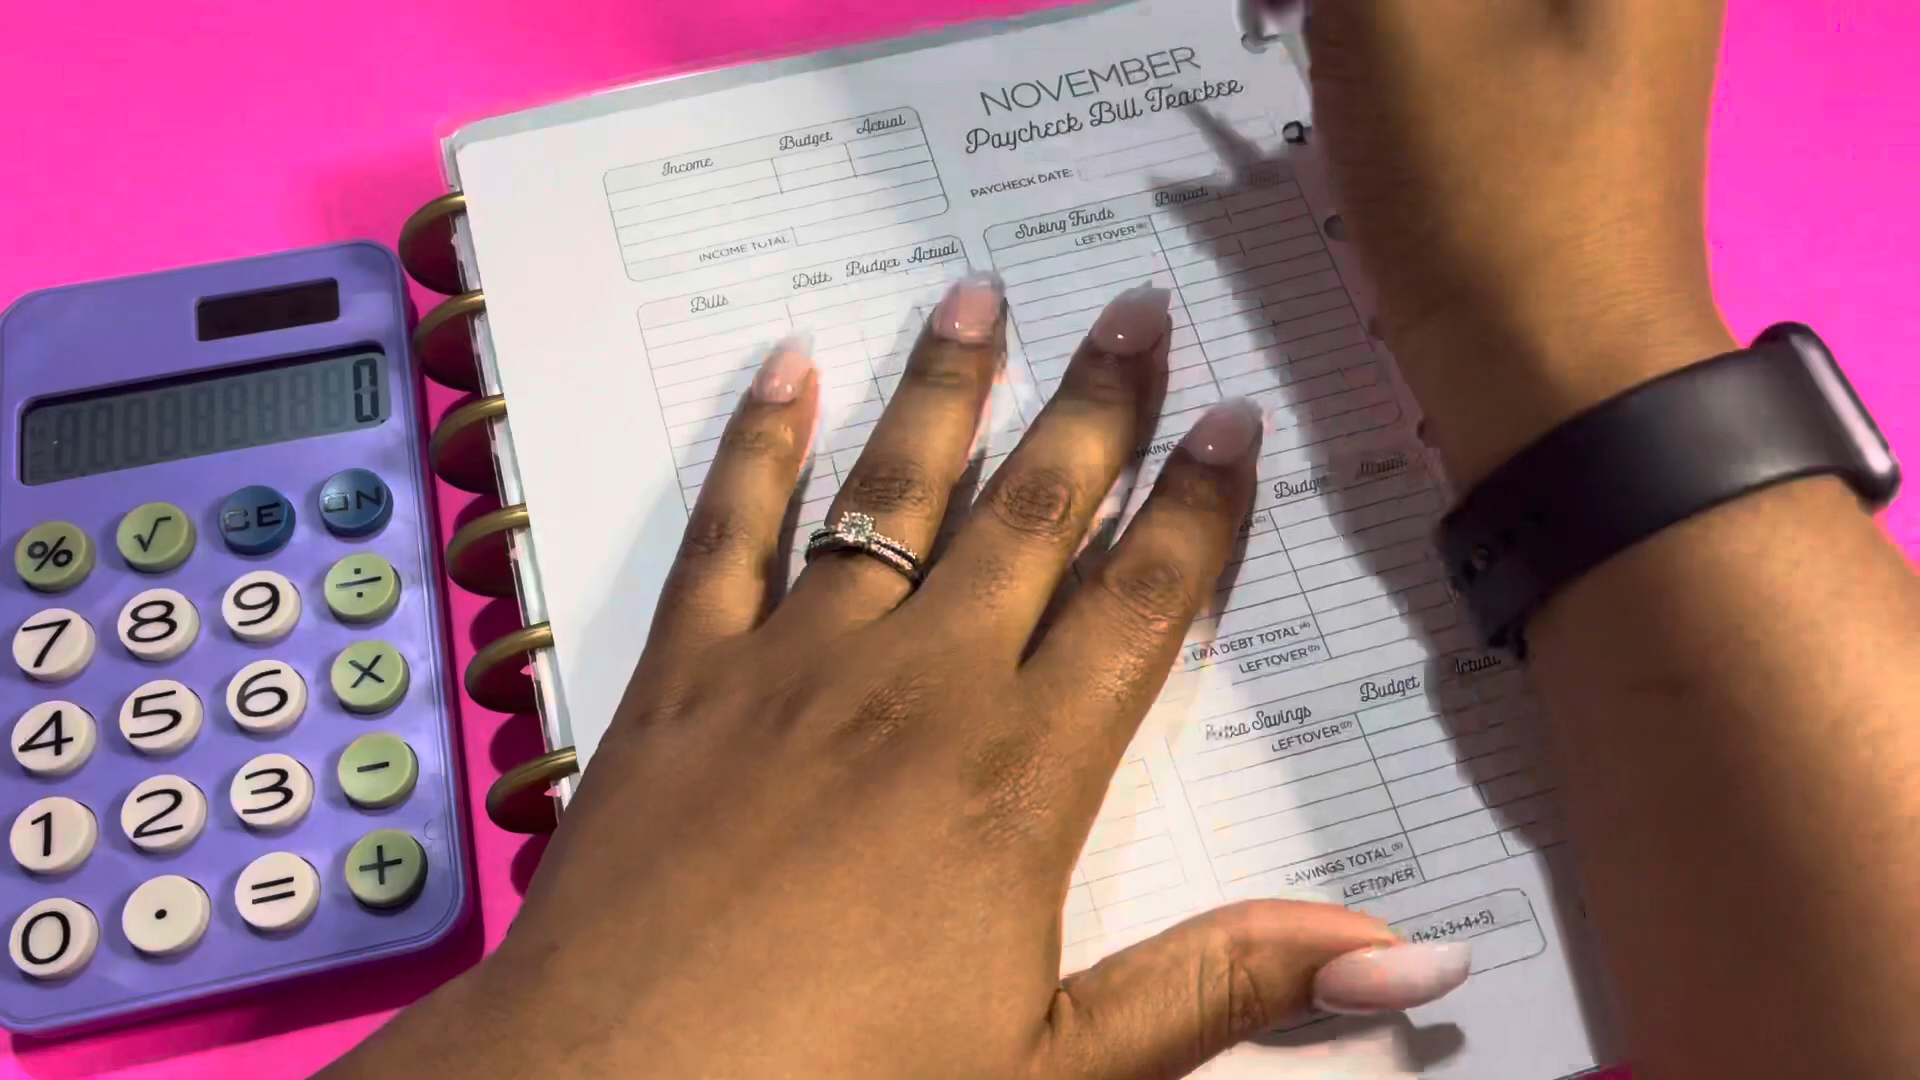 NOVEMBER
Paycheck Bill Tracker
PAYCHECK DATE:
Income Budget Actual
INCOME TOTAL
Bills Date Budget Actual
Sinking Funds Budget
LEFTOVER
Budget
DEBT TOTAL
LEFTOVER
Budget Actual
Savings
LEFTOVER
SAVINGS TOTAL
LEFTOVER
(1+2+3+4+5)
0
% √ CE ON
7 8 9 ÷
4 5 6 X
1 2 3 -
0 . = +